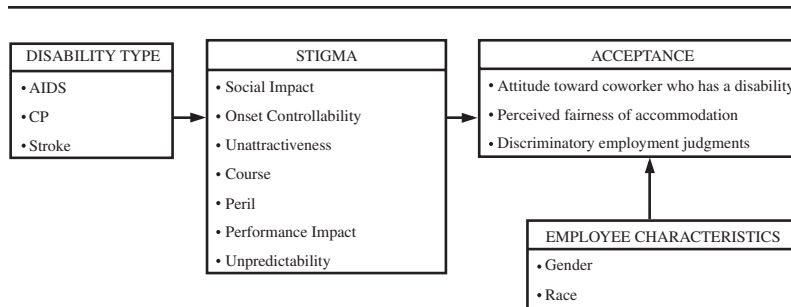 DISABILITY TYPE
• AIDS
• CP
• Stroke
STIGMA
• Social Impact
• Onset Controllability
• Unattractiveness
• Course
• Peril
• Performance Impact
• Unpredictability
ACCEPTANCE
• Attitude toward coworker who has a disability
• Perceived fairness of accommodation
• Discriminatory employment judgments
EMPLOYEE CHARACTERISTICS
• Gender
• Race